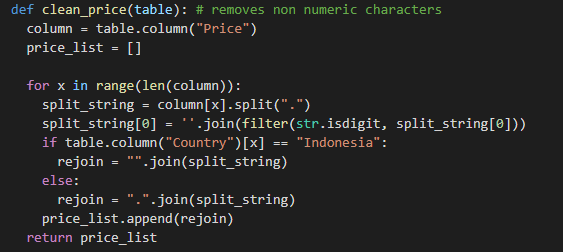 def clean_price(table): # removes non numeric characters
  column = table.column("Price")
  price_list = []

  for x in range(len(column)):
    split_string = column[x].split(".")
    split_string[0] = ''.join(filter(str.isdigit, split_string[0]))
    if table.column("Country")[x] == "Indonesia":
      rejoin = "".join(split_string)
    else:
      rejoin = ".".join(split_string)
    price_list.append(rejoin)
  return price_list